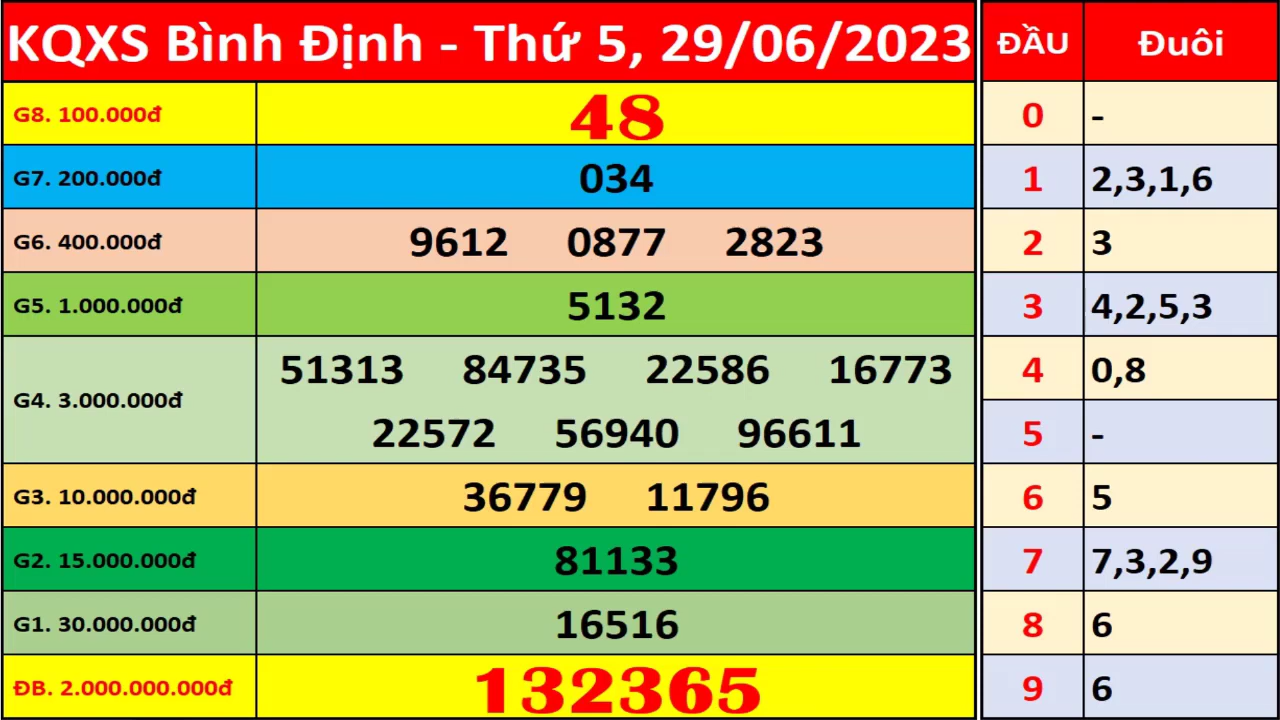 KQXS Bình Định - Thứ 5, 29/06/2023
G8. 100.000đ 48
G7. 200.000đ 034
G6. 400.000đ 9612 0877 2823
G5. 1.000.000đ 5132
G4. 3.000.000đ 51313 84735 22586 16773
22572 56940 96611
G3. 10.000.000đ 36779 11796
G2. 15.000.000đ 81133
G1. 30.000.000đ 16516
ĐB. 2.000.000.000đ 132365
ĐẦU Đuôi
0 -
1 2,3,1,6
2 3
3 4,2,5,3
4 0,8
5 -
6 5
7 7,3,2,9
8 6
9 6